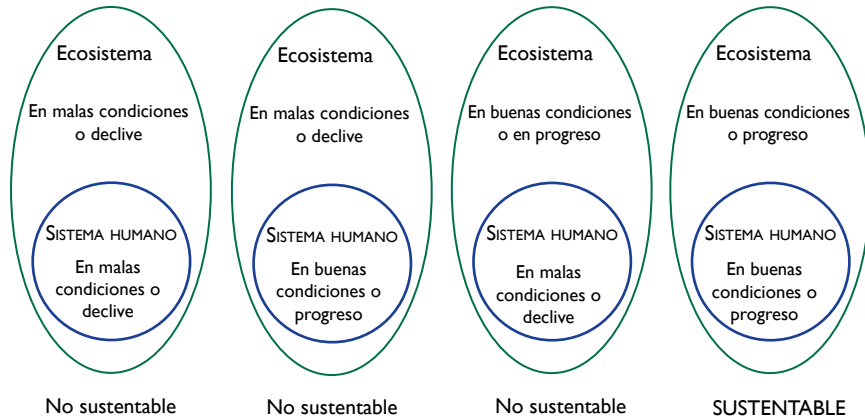 Ecosistema
En malas condiciones
o declive
SISTEMA HUMANO
En malas
condiciones o
declive
No sustentable
Ecosistema
En malas condiciones
o declive
SISTEMA HUMANO
En buenas
condiciones o
progreso
No sustentable
Ecosistema
En buenas condiciones
o en progreso
SISTEMA HUMANO
En malas
condiciones o
declive
No sustentable
Ecosistema
En buenas condiciones
o progreso
SISTEMA HUMANO
En buenas
condiciones o
progreso
SUSTENTABLE